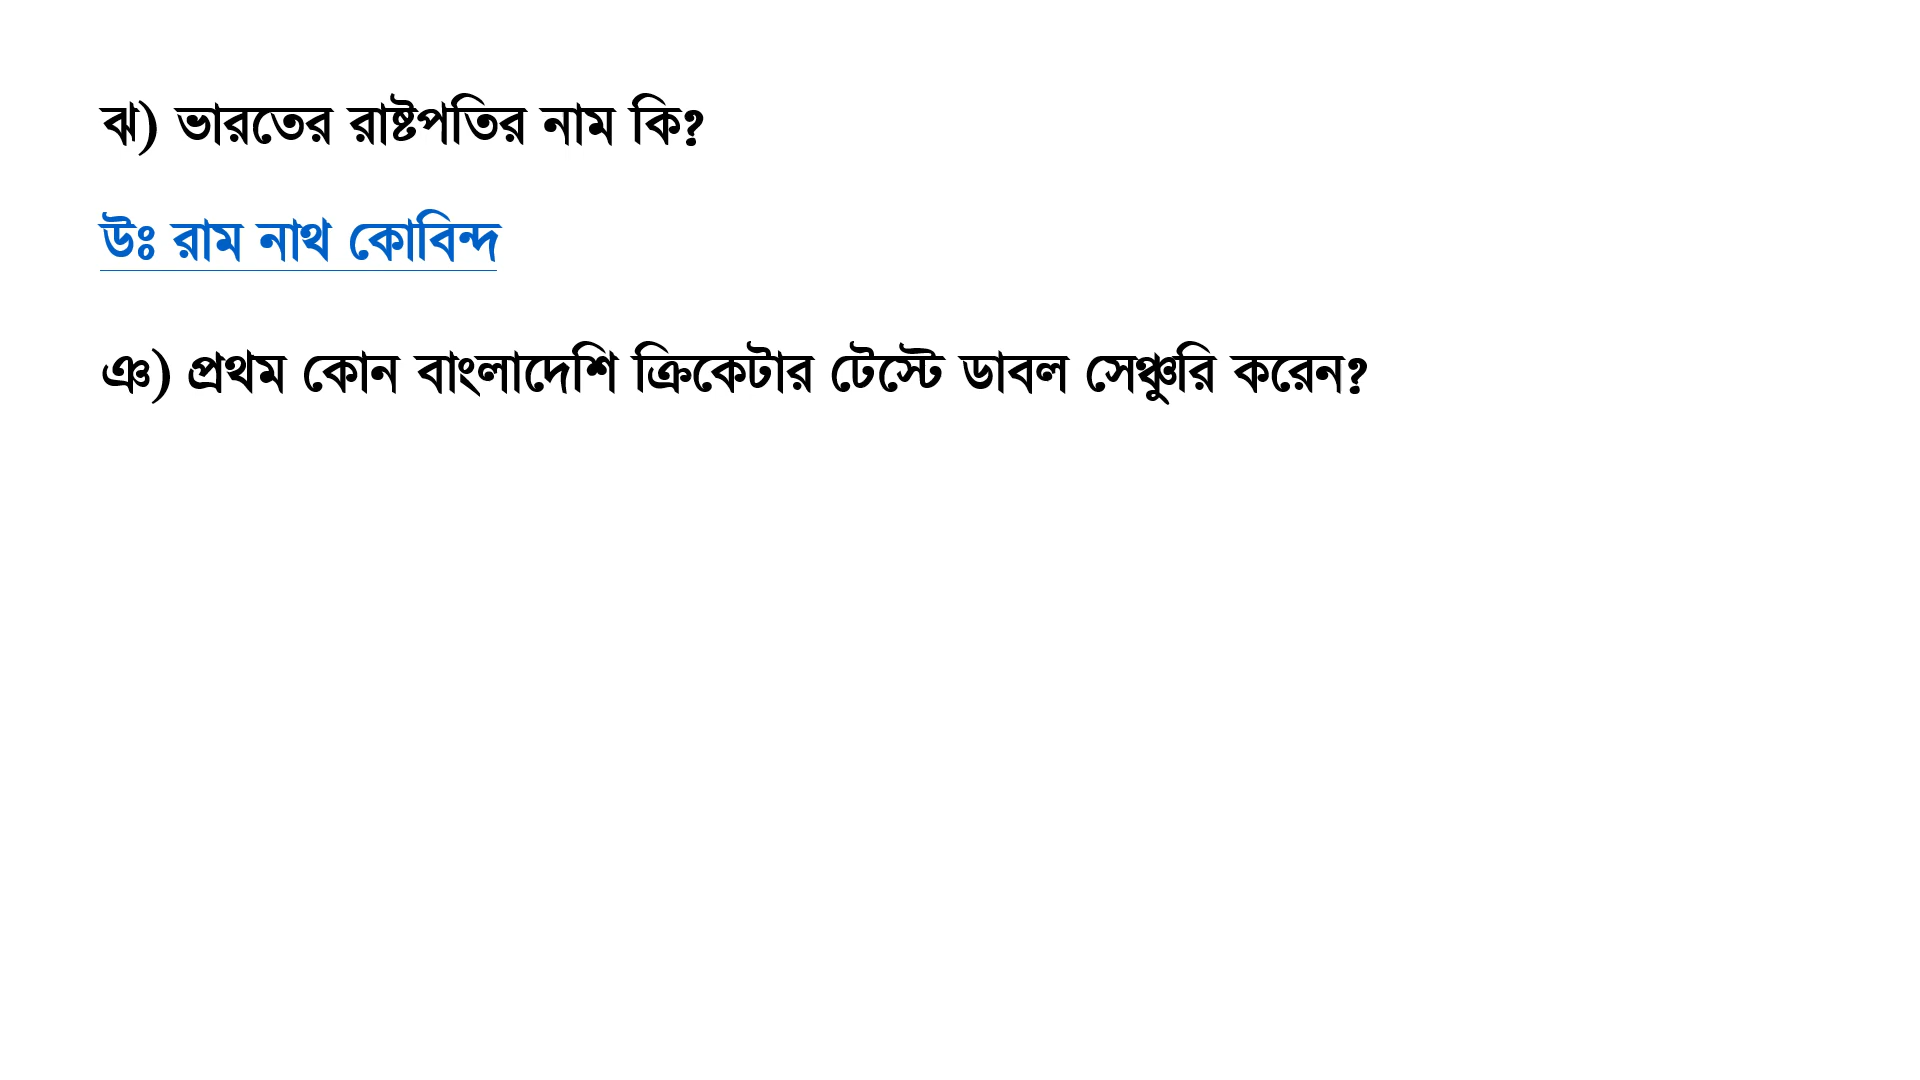 ঝ) ভারতের রাষ্টপতির নাম কি?
উঃ রাম নাথ কোবিন্দ
ঞ) প্রথম কোন বাংলাদেশি ক্রিকেটার টেস্টে ডাবল সেঞ্চুরি করেন?